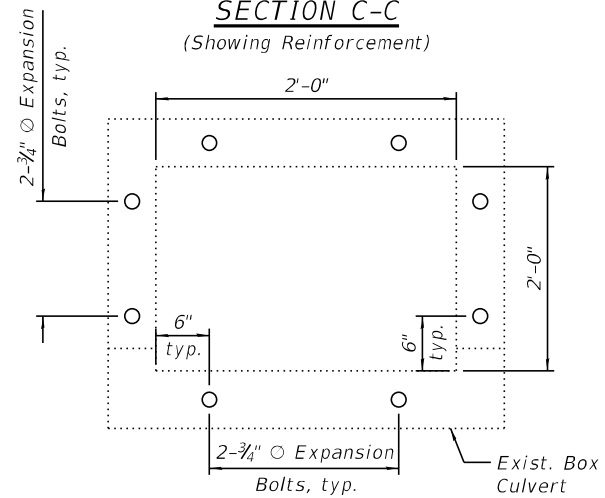 SECTION C-C
(Showing Reinforcement)
2-3/4" ∅ Expansion
Bolts, typ.
2'-0"
2'-0"
6"
typ.
6"
typ.
2-3/4" ∅ Expansion
Bolts, typ.
Exist. Box
Culvert